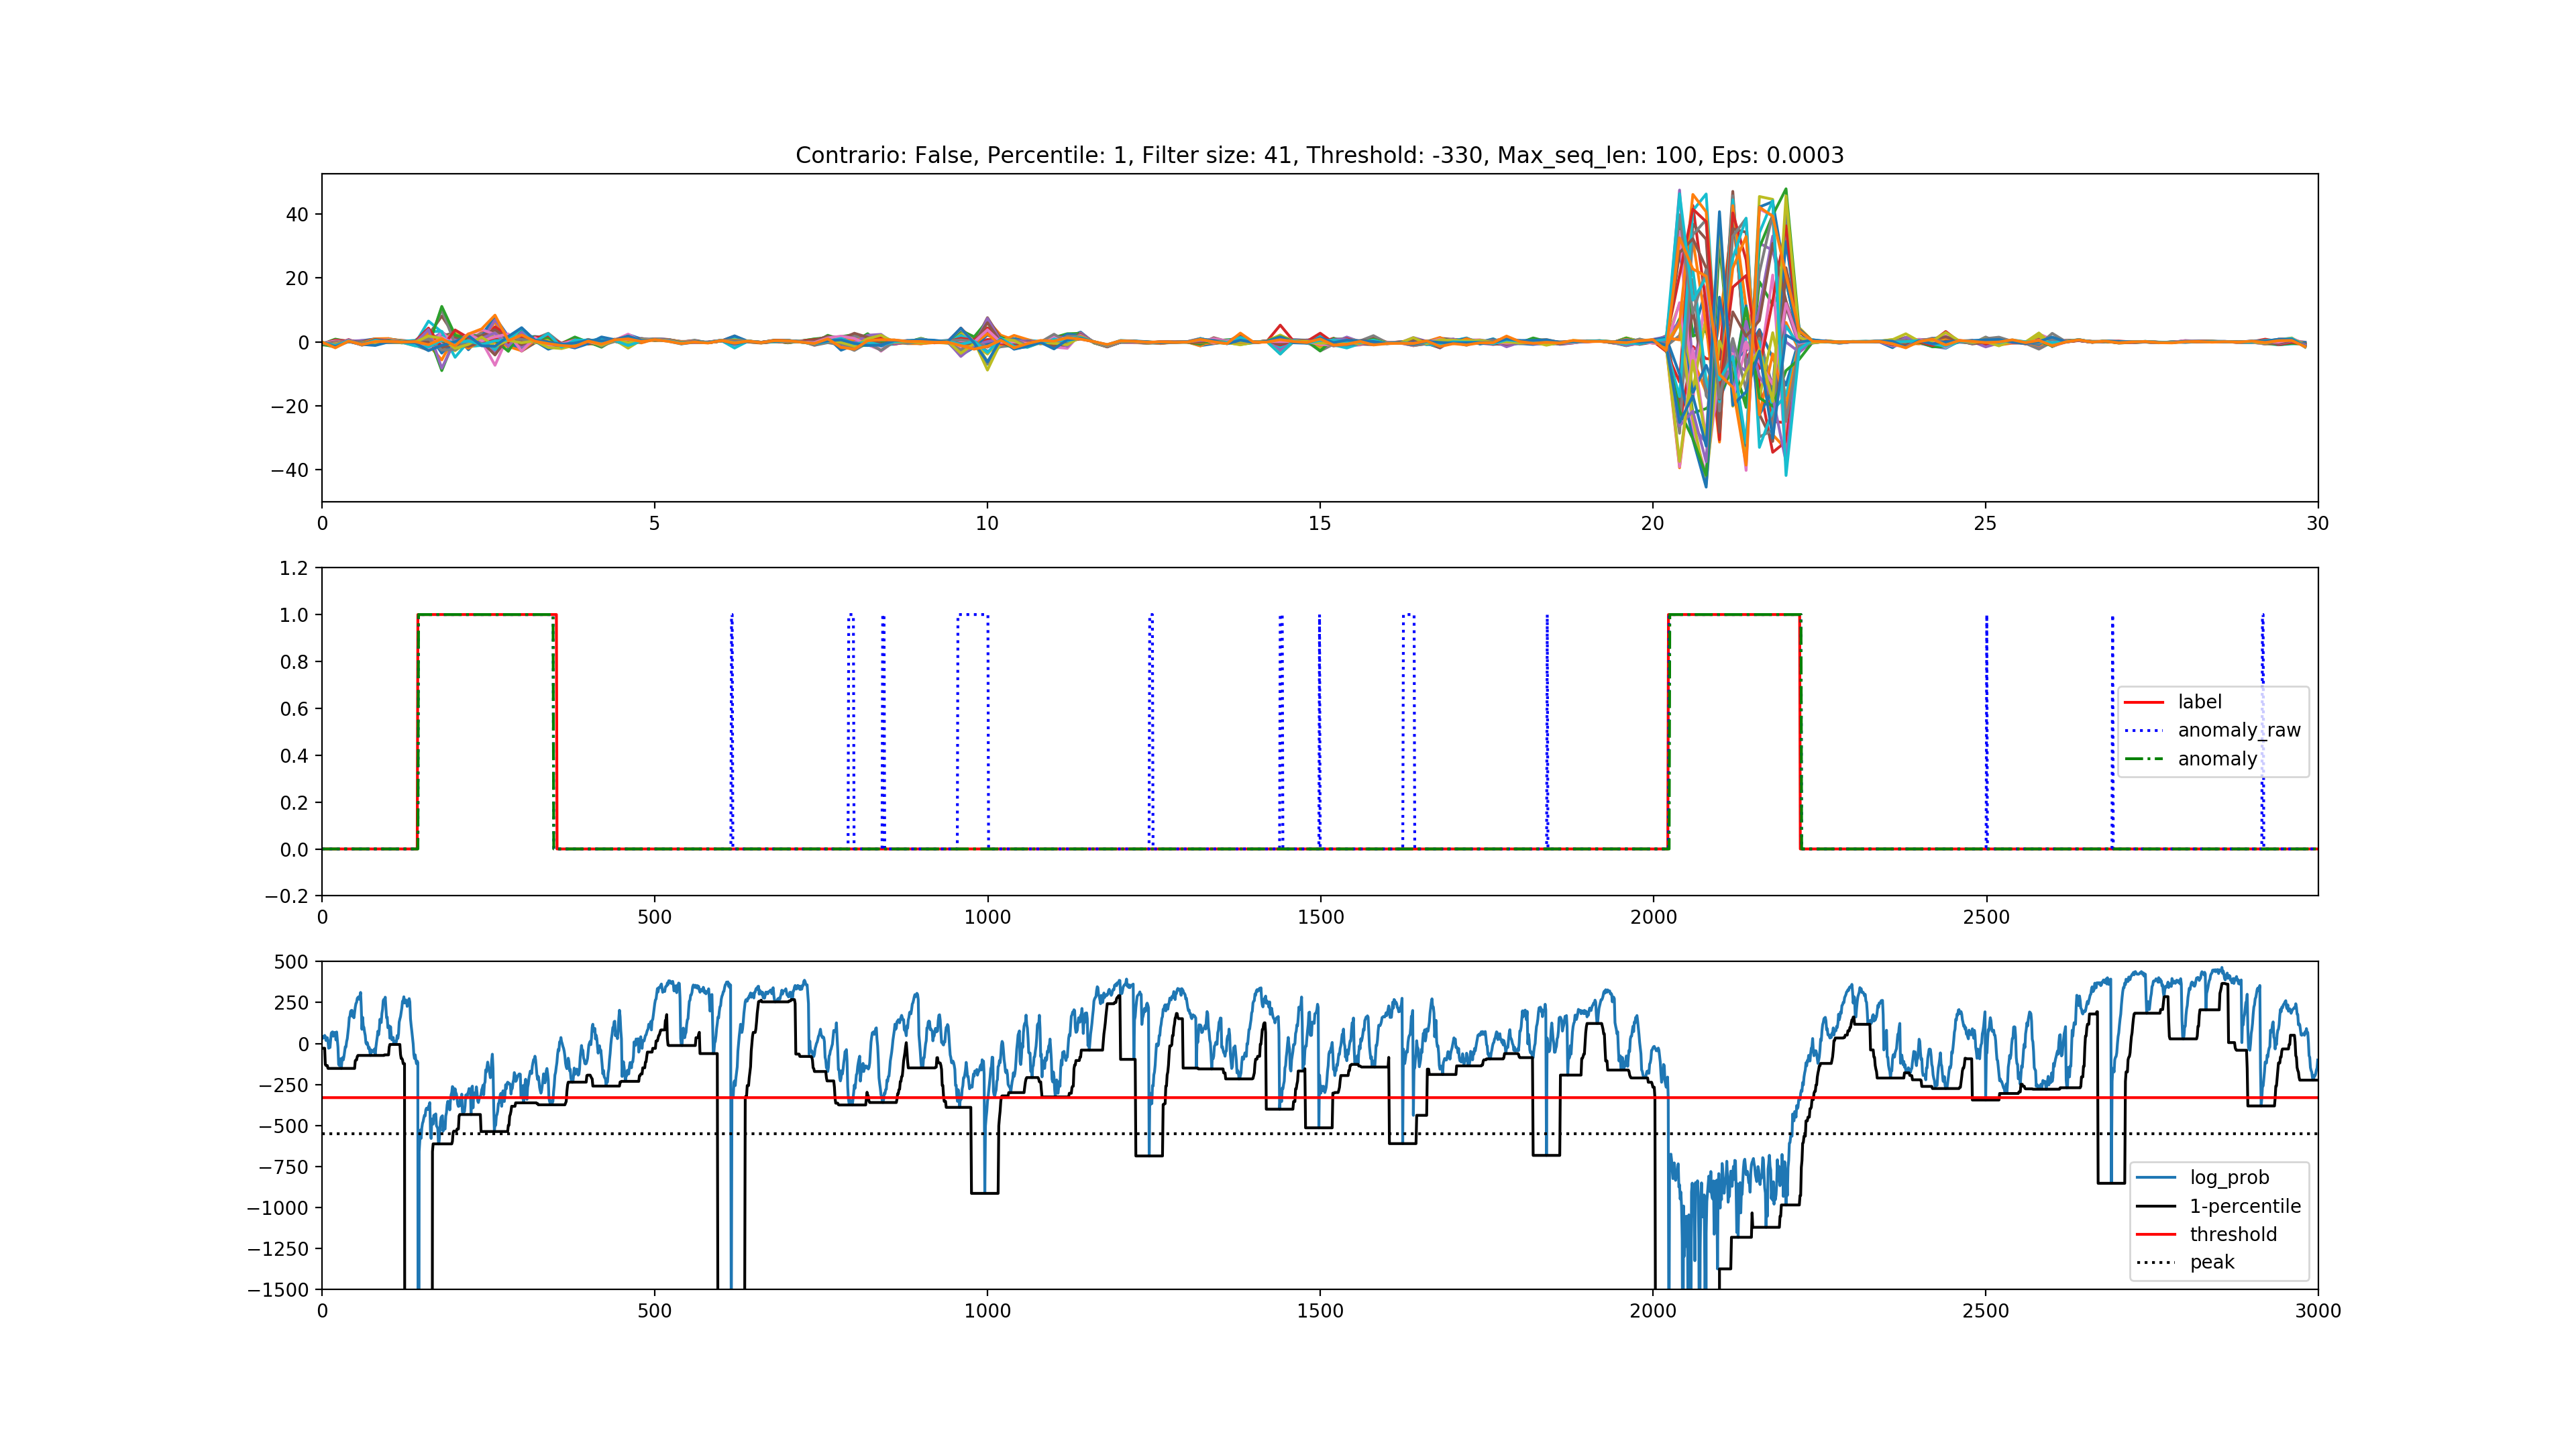 Contrario: False, Percentile: 1, Filter size: 41, Threshold: -330, Max_seq_len: 100, Eps: 0.0003
40
20
0
−20
−40
0 5 10 15 20 25 30
1.2
1.0
0.8
0.6
0.4
0.2
0.0
−0.2
label
anomaly_raw
anomaly
0 500 1000 1500 2000 2500
500
250
0
−250
−500
−750
−1000
−1250
−1500
log_prob
1-percentile
threshold
peak
0 500 1000 1500 2000 2500 3000